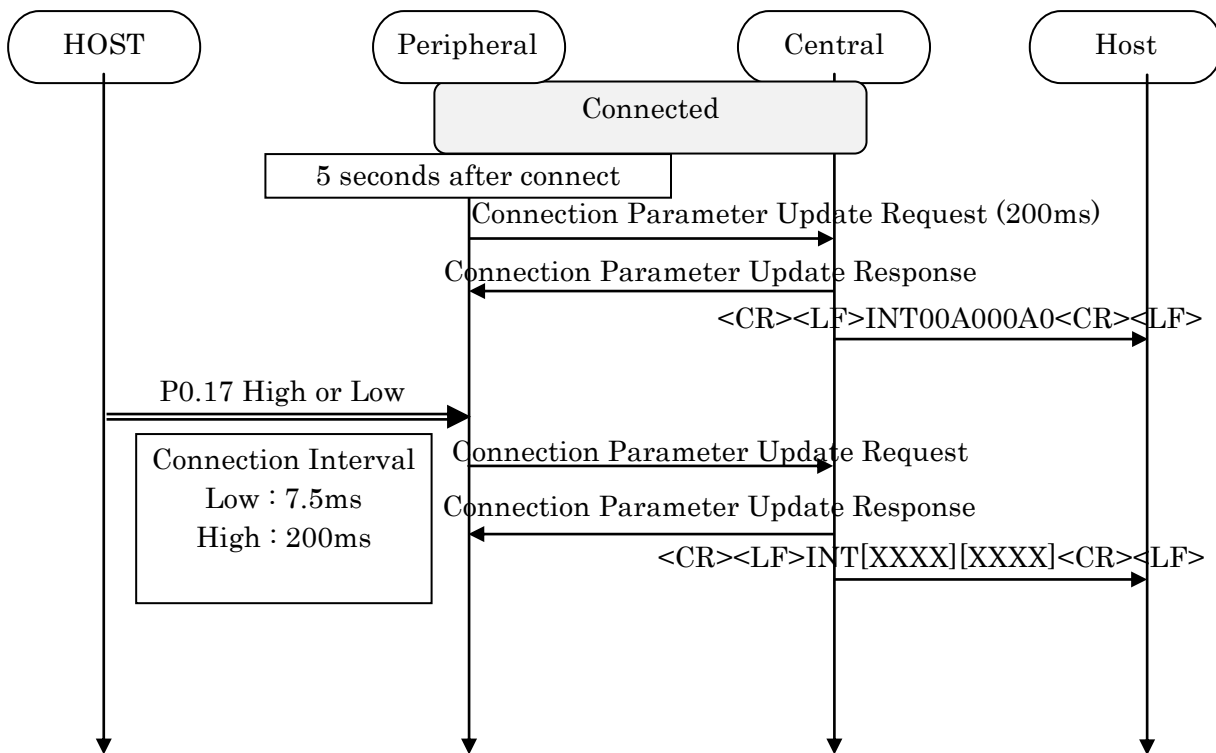 HOST
Peripheral
Central
Host
Connected
5 seconds after connect
Connection Parameter Update Request (200ms)
Connection Parameter Update Response
<CR><LF>INT00A000A0<CR><LF>
P0.17 High or Low
Connection Interval
Low : 7.5ms
High : 200ms
Connection Parameter Update Request
Connection Parameter Update Response
<CR><LF>INT[XXXX][XXXX]<CR><LF>